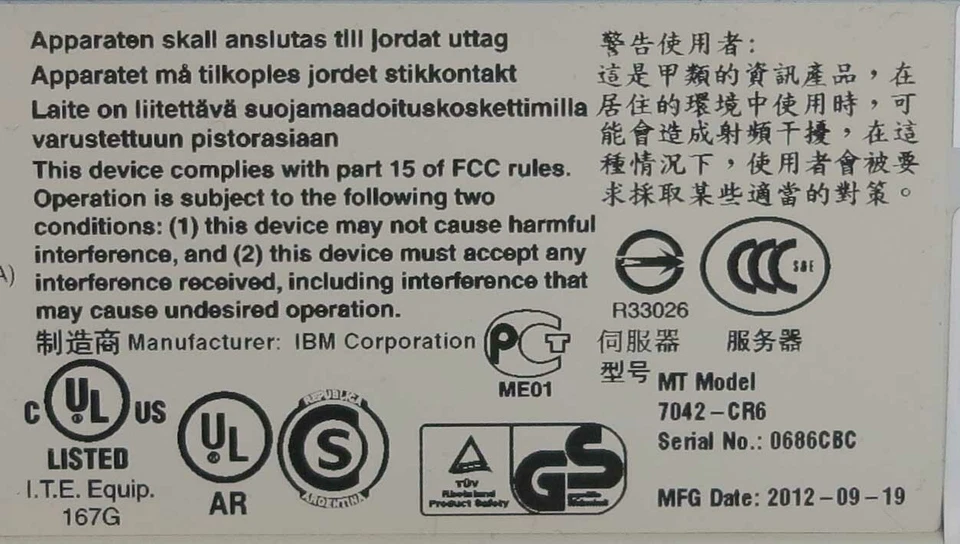 Apparaten skall anslutas till jordat uttag
Apparatet må tilkoples jordet stikkontakt
Laite on liitettävä suojamaadoituskoskettimilla
varustettuun pistorasiaan
This device complies with part 15 of FCC rules.
Operation is subject to the following two
conditions: (1) this device may not cause harmful
interference, and (2) this device must accept any
interference received, including interference that
may cause undesired operation.
A)
警告使用者:
這是甲類的資訊產品，在
居住的環境中使用時，可
能會造成射頻干擾，在這
種情況下，使用者會被要
求採取某些適當的對策。
R33026
CCC S&E
制造商 Manufacturer: IBM Corporation
PCT
ME01
伺服器 服务器
型号 MT Model
7042-CR6
Serial No.: 0686CBC
MFG Date: 2012-09-19
C UL US
LISTED
I.T.E. Equip.
167G
UL
AR
REPUBLICA
S
ARGENTINA
TÜV
Rheinland
Product Safety
GS